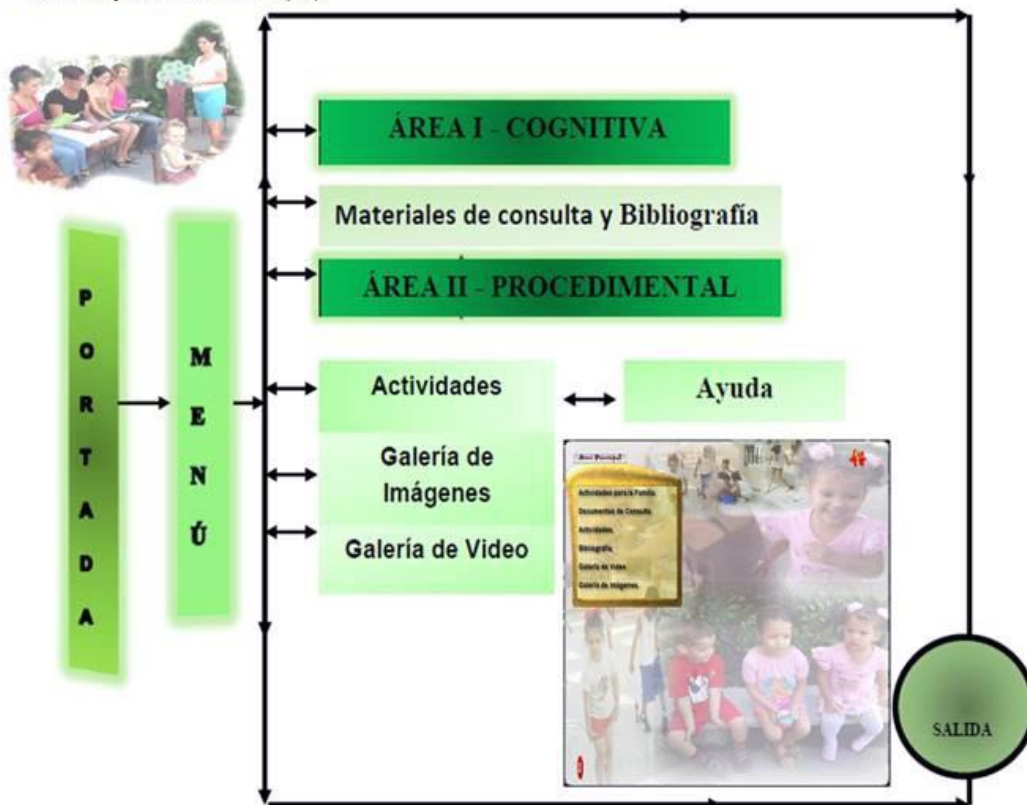 ÁREA I - COGNITIVA
Materiales de consulta y Bibliografía
ÁREA II - PROCEDIMENTAL
PORTADA
MENÚ
Actividades
Ayuda
Galería de
Imágenes
Galería de Video
Actividades para la Familia.
Documentos de Consulta.
Actividades.
Bibliografía.
Galería de Video
Galería de Imágenes.
SALIDA